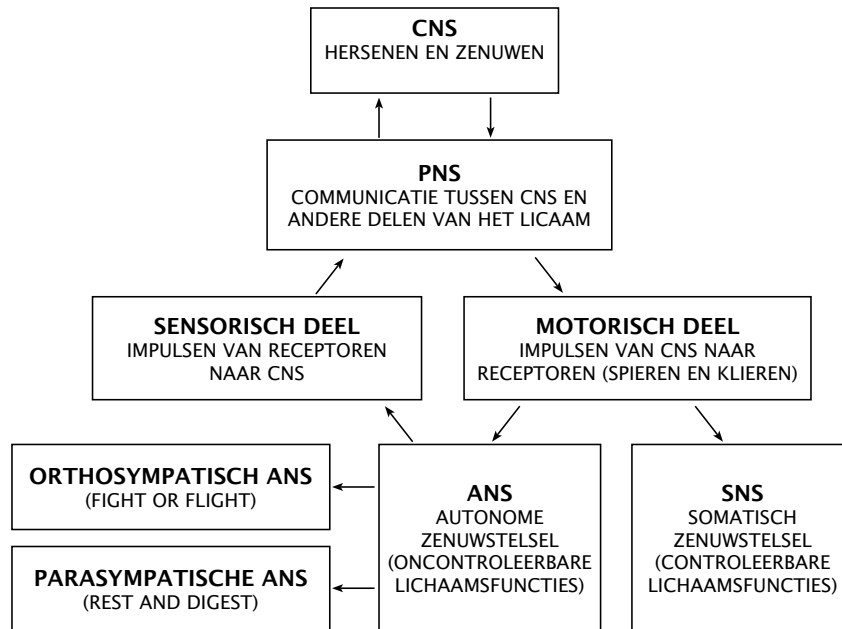 CNS
HERSENEN EN ZENUWEN
PNS
COMMUNICATIE TUSSEN CNS EN
ANDERE DELEN VAN HET LICAAM
SENSORISCH DEEL
IMPULSEN VAN RECEPTOREN
NAAR CNS
MOTORISCH DEEL
IMPULSEN VAN CNS NAAR
RECEPTOREN (SPIEREN EN KLIEREN)
ORTHOSYMPATISCH ANS
(FIGHT OR FLIGHT)
PARASYMPATISCHE ANS
(REST AND DIGEST)
ANS
AUTONOME
ZENUWSTELSEL
(ONCONTROLEERBARE
LICHAAMSFUNCTIES)
SNS
SOMATISCH
ZENUWSTELSEL
(CONTROLEERBARE
LICHAAMSFUNCTIES)